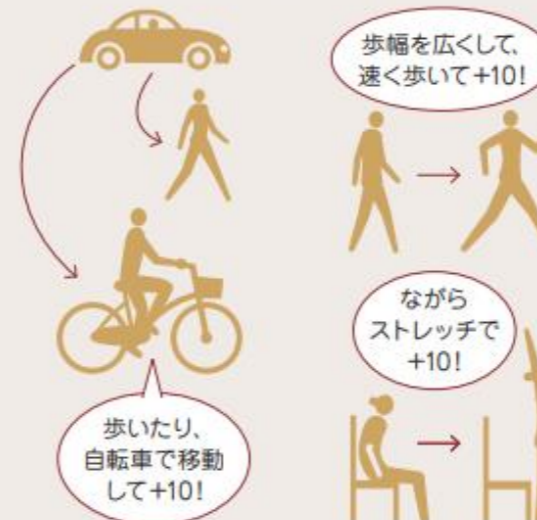 歩いたり、
自転車で移動
して+10!
歩幅を広くして、
速く歩いて+10!
ながら
ストレッチで
+10!